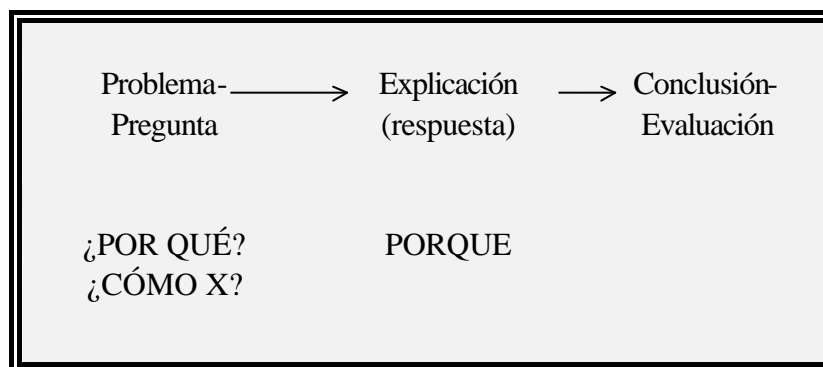 Problema- Explicación Conclusión-
Pregunta (respuesta) Evaluación
¿POR QUÉ? PORQUE
¿CÓMO X?